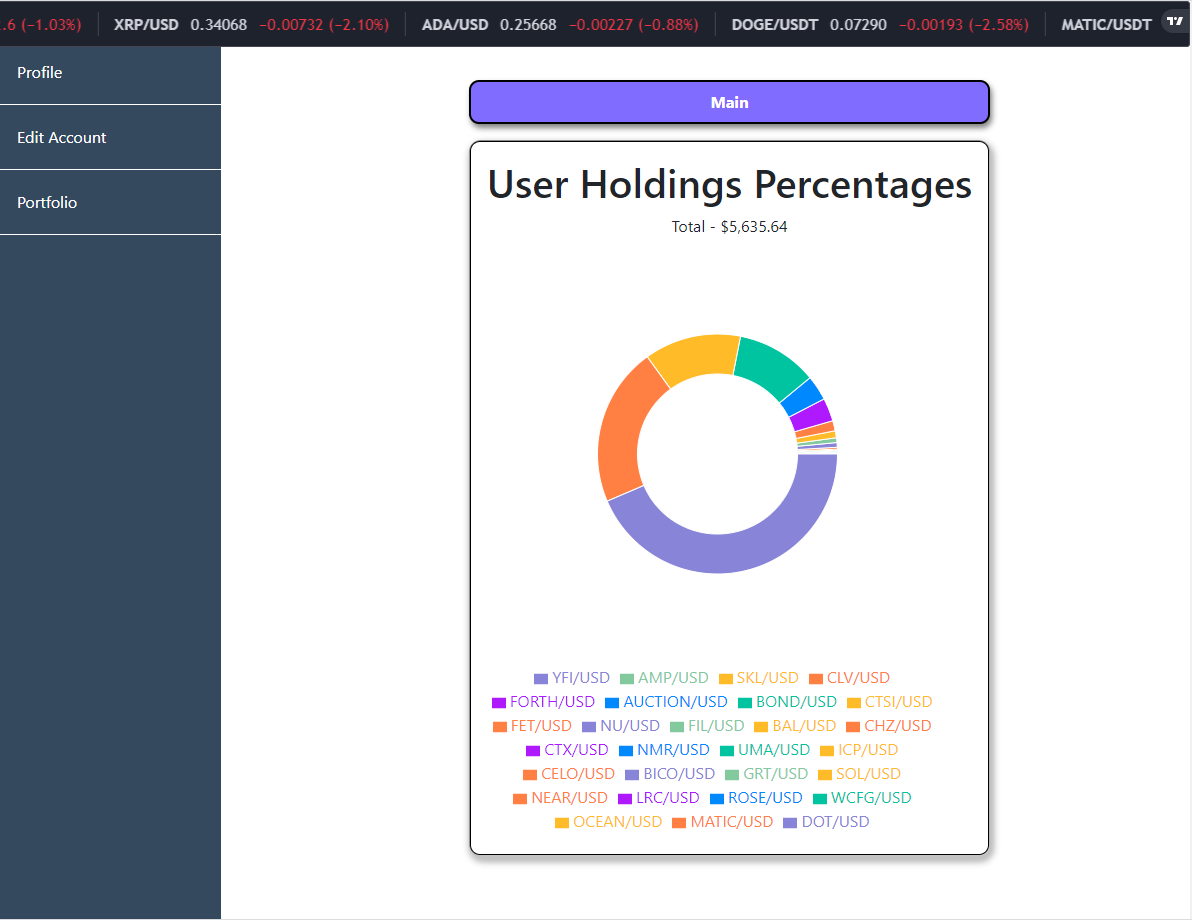 .6 (−1.03%) XRP/USD 0.34068 −0.00732 (−2.10%) ADA/USD 0.25668 −0.00227 (−0.88%) DOGE/USDT 0.07290 −0.00193 (−2.58%) MATIC/USDT
Profile
Edit Account
Portfolio
Main
User Holdings Percentages
Total - $5,635.64
YFI/USD AMP/USD SKL/USD CLV/USD
FORTH/USD AUCTION/USD BOND/USD CTSI/USD
FET/USD NU/USD FIL/USD BAL/USD CHZ/USD
CTX/USD NMR/USD UMA/USD ICP/USD
CELO/USD BICO/USD GRT/USD SOL/USD
NEAR/USD LRC/USD ROSE/USD WCFG/USD
OCEAN/USD MATIC/USD DOT/USD